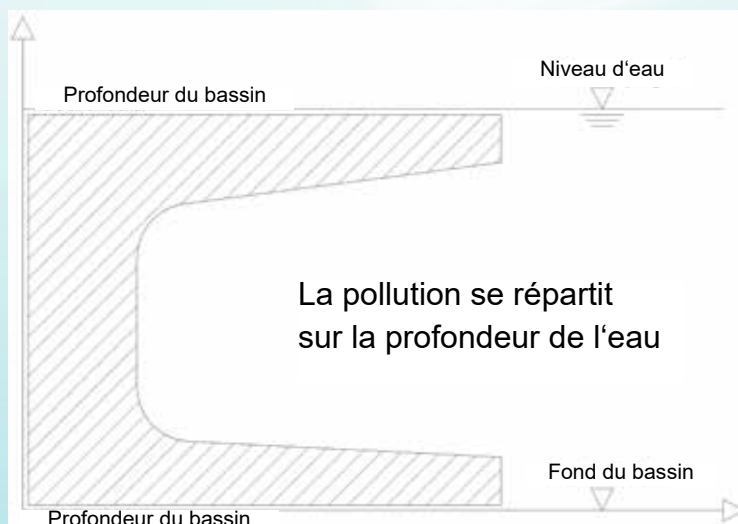 Niveau d‘eau
Profondeur du bassin
La pollution se répartit
sur la profondeur de l‘eau
Fond du bassin
Profondeur du bassin